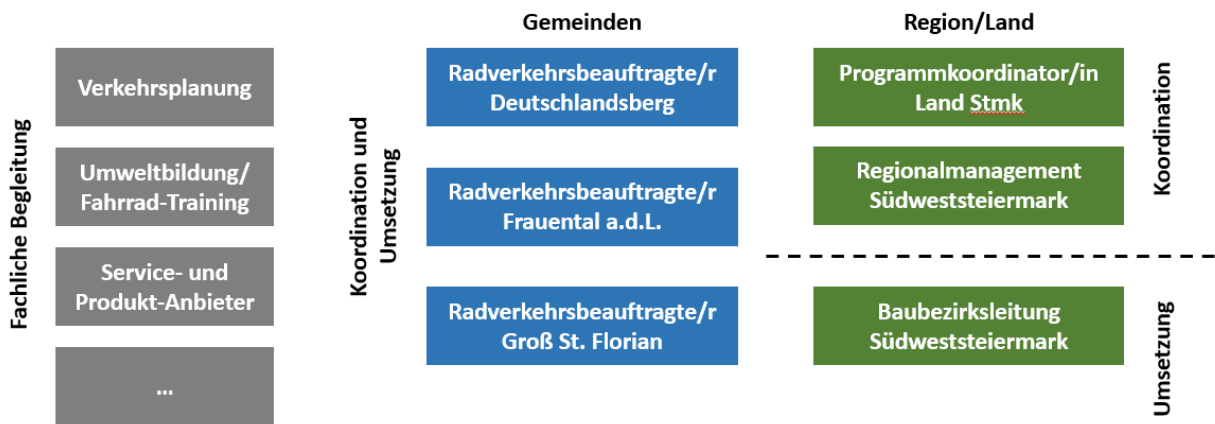 Fachliche Begleitung
Verkehrsplanung
Umweltbildung/
Fahrrad-Training
Service- und
Produkt-Anbieter
...
Koordination und
Umsetzung
Gemeinden
Radverkehrsbeauftragte/r
Deutschlandsberg
Radverkehrsbeauftragte/r
Frauental a.d.L.
Radverkehrsbeauftragte/r
Groß St. Florian
Region/Land
Programmkoordinator/in
Land Stmk
Regionalmanagement
Südweststeiermark
Baubezirksleitung
Südweststeiermark
Koordination
Umsetzung